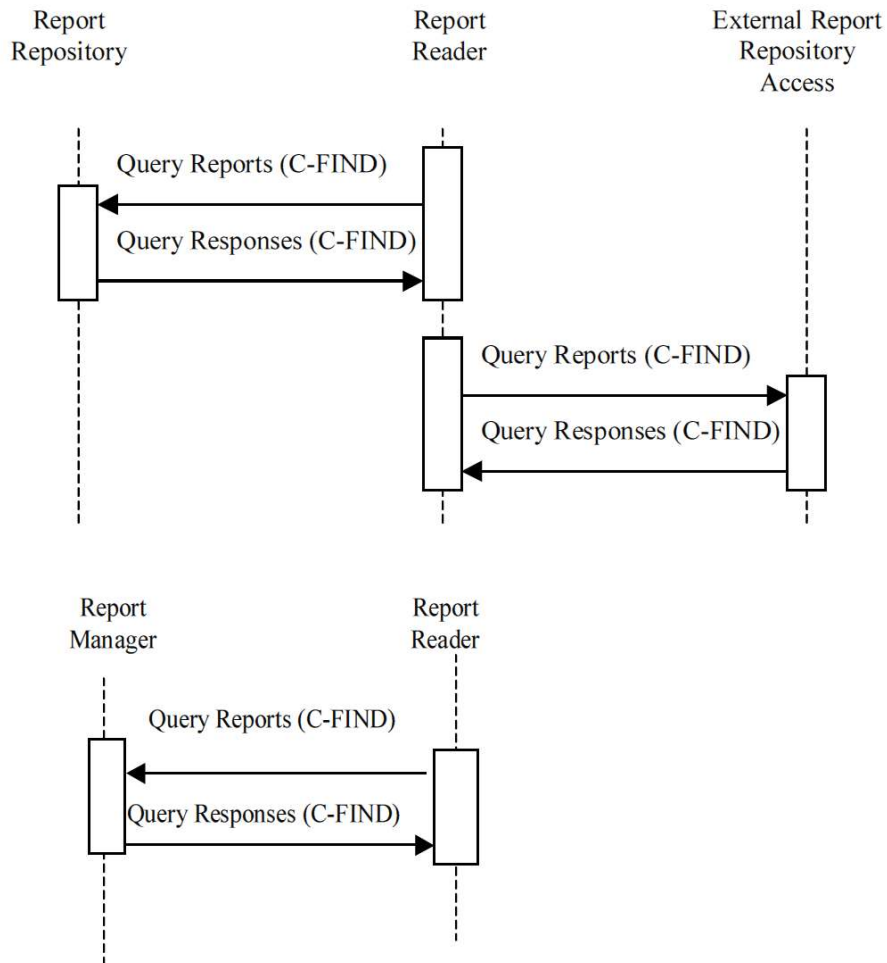 Report
Repository
Report
Reader
External Report
Repository
Access
Query Reports (C-FIND)
Query Responses (C-FIND)
Query Reports (C-FIND)
Query Responses (C-FIND)
Report
Manager
Report
Reader
Query Reports (C-FIND)
Query Responses (C-FIND)